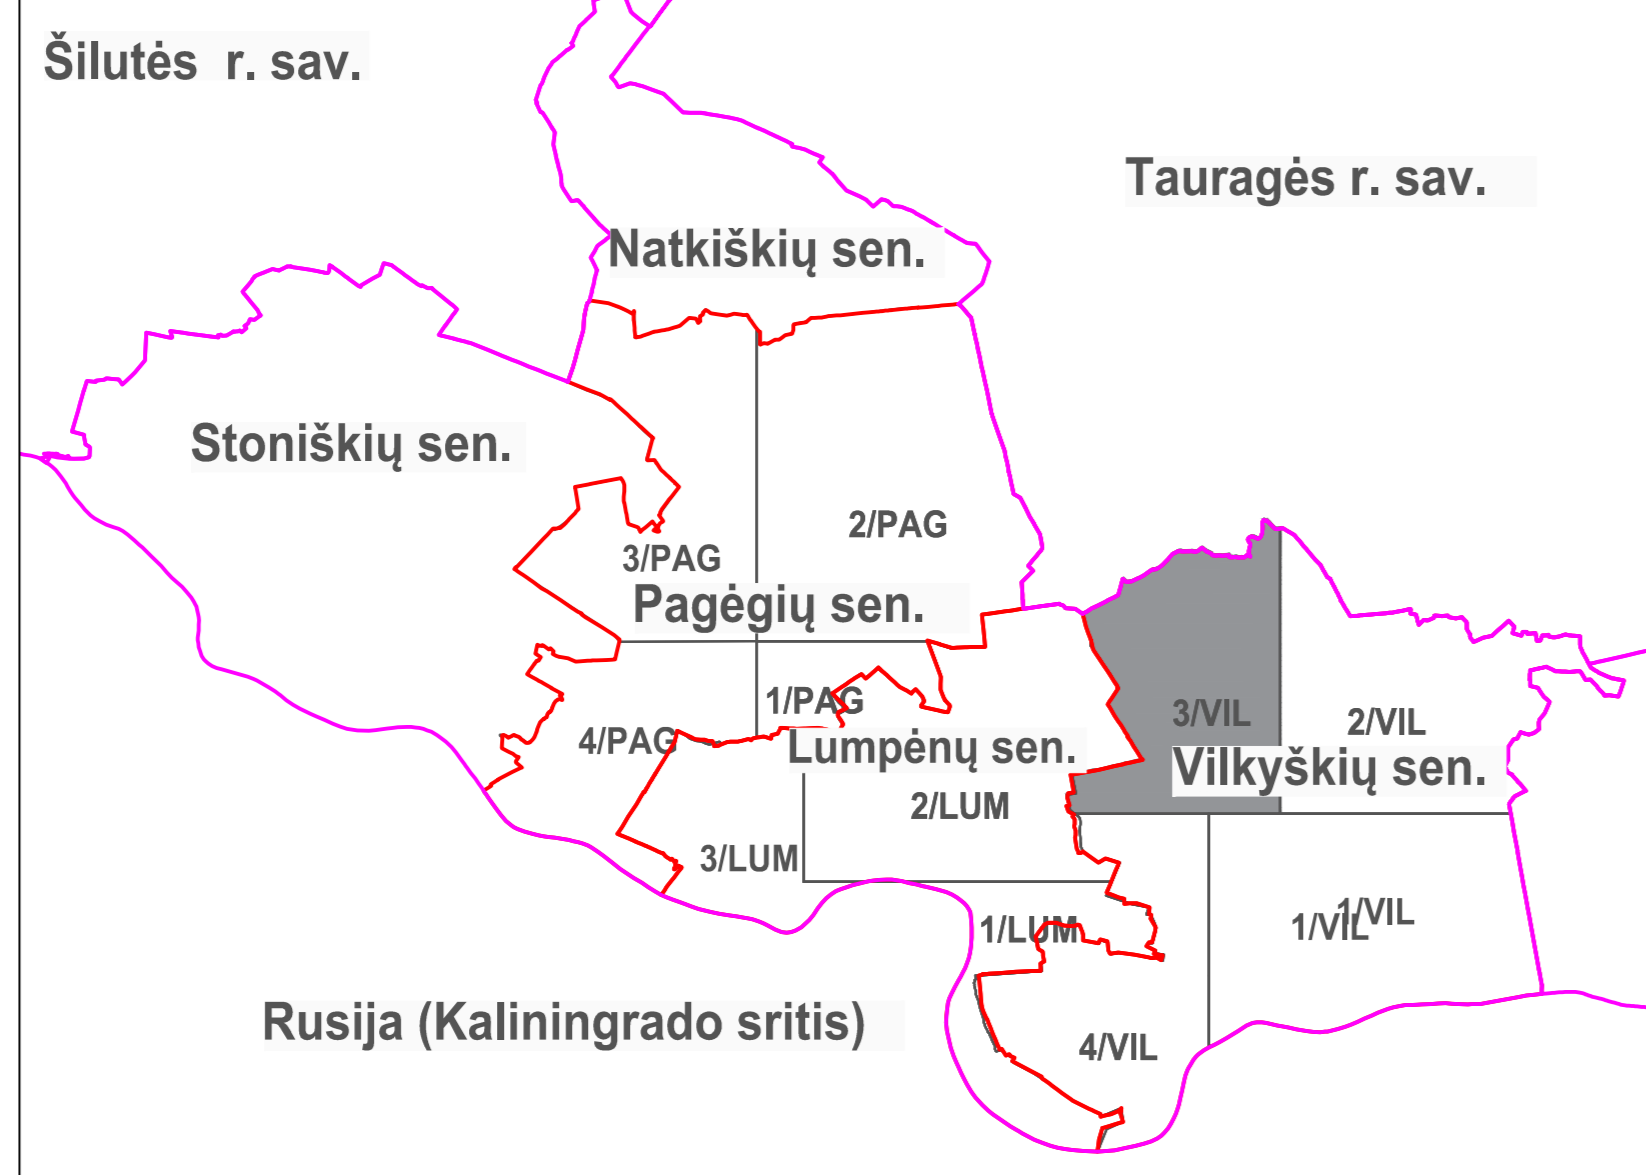 Šilutės r. sav.
Tauragės r. sav.
Natkiškių sen.
Stoniškių sen.
2/PAG
3/PAG
Pagėgių sen.
1/PAG
3/VIL
2/VIL
4/PAG
Lumpėnų sen.
Vilkyškių sen.
2/LUM
3/LUM
1/VIL
1/VIL
1/LUM
Rusija (Kaliningrado sritis)
4/VIL